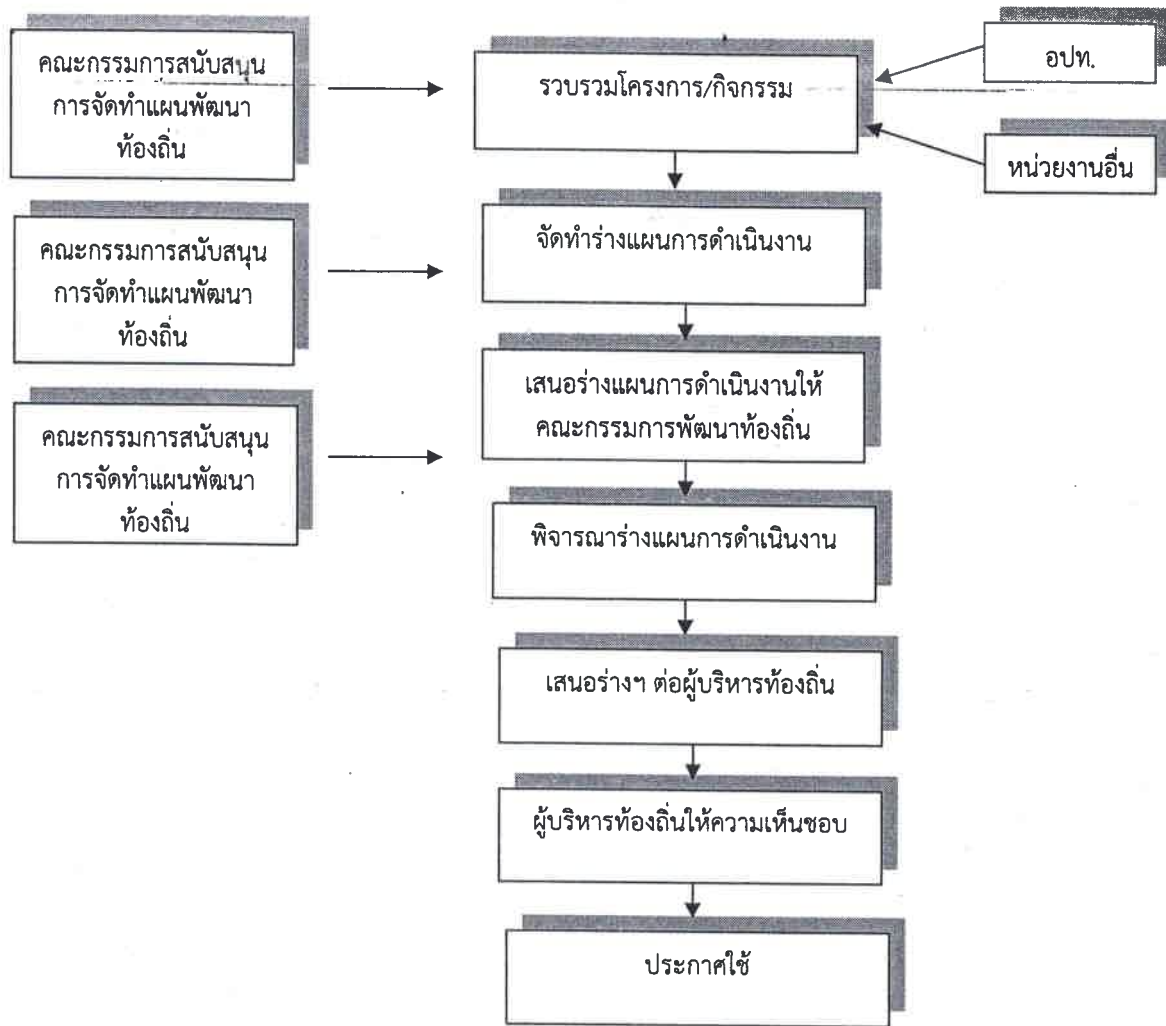 คณะกรรมการสนับสนุน
การจัดทำแผนพัฒนา
ท้องถิ่น
รวบรวมโครงการ/กิจกรรม
อปท.
หน่วยงานอื่น
คณะกรรมการสนับสนุน
การจัดทำแผนพัฒนา
ท้องถิ่น
จัดทำร่างแผนการดำเนินงาน
คณะกรรมการสนับสนุน
การจัดทำแผนพัฒนา
ท้องถิ่น
เสนอร่างแผนการดำเนินงานให้
คณะกรรมการพัฒนาท้องถิ่น
พิจารณาร่างแผนการดำเนินงาน
เสนอร่างฯ ต่อผู้บริหารท้องถิ่น
ผู้บริหารท้องถิ่นให้ความเห็นชอบ
ประกาศใช้